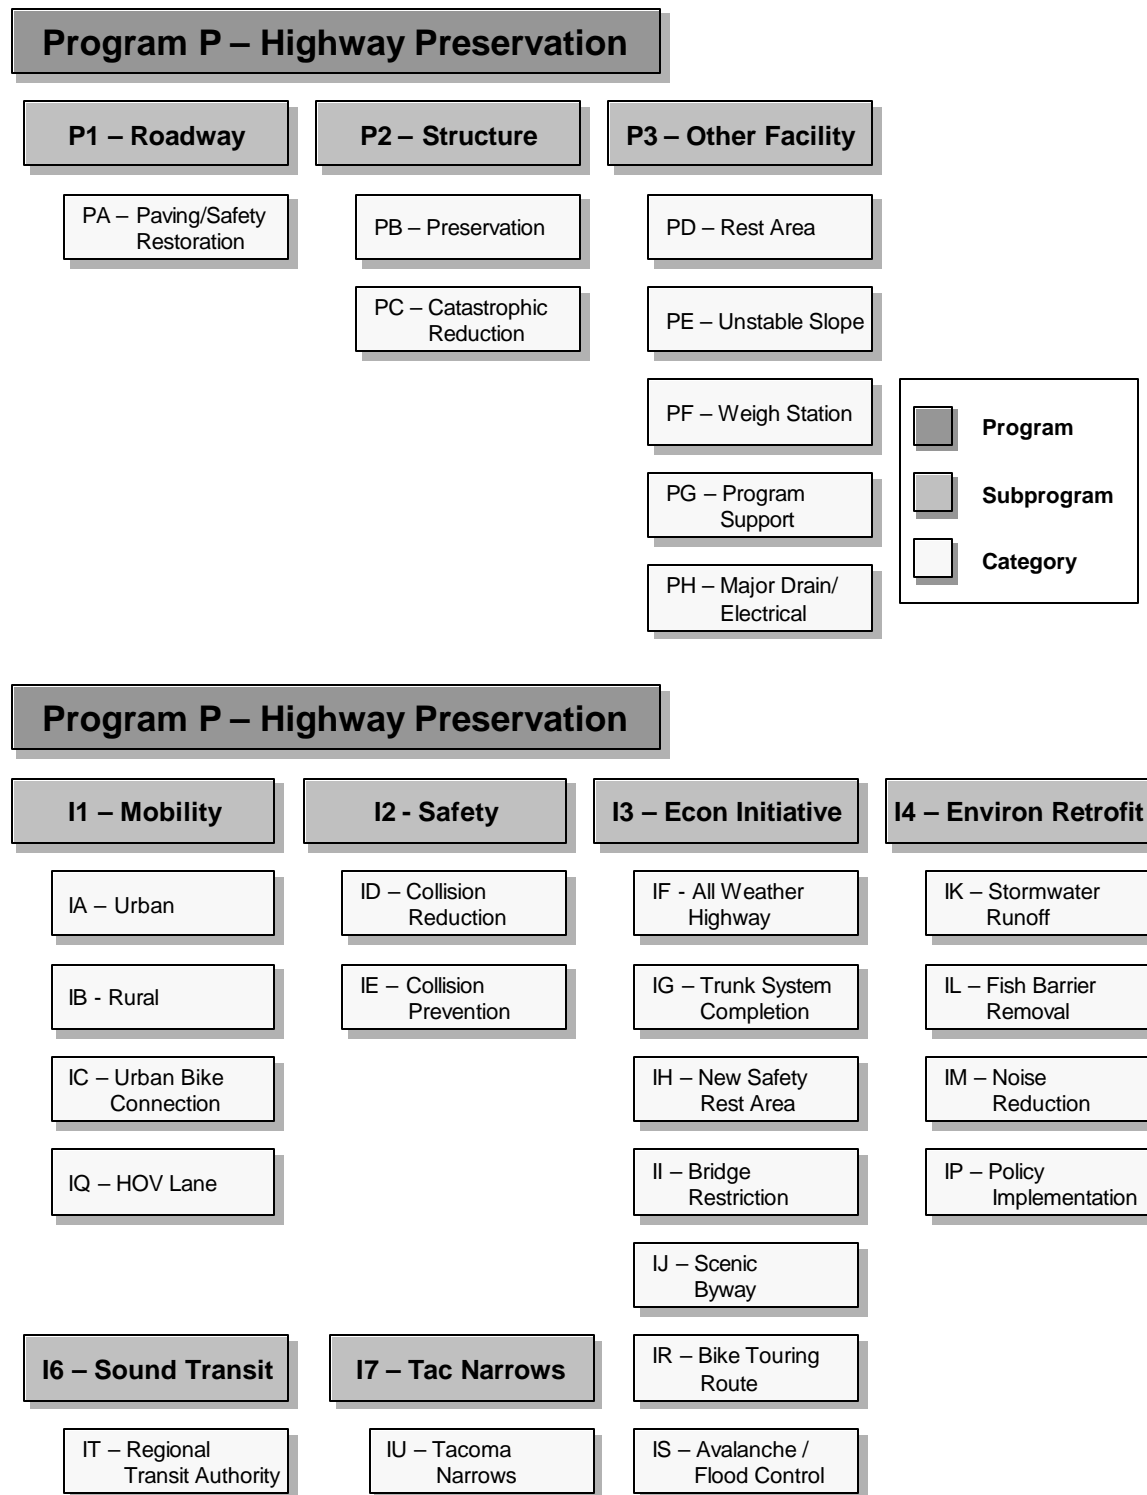 Program P – Highway Preservation
P1 – Roadway
PA – Paving/Safety
Restoration
P2 – Structure
PB – Preservation
PC – Catastrophic
Reduction
P3 – Other Facility
PD – Rest Area
PE – Unstable Slope
PF – Weigh Station
PG – Program
Support
PH – Major Drain/
Electrical
Program
Subprogram
Category
Program P – Highway Preservation
I1 – Mobility
IA – Urban
IB - Rural
IC – Urban Bike
Connection
IQ – HOV Lane
I2 - Safety
ID – Collision
Reduction
IE – Collision
Prevention
I3 – Econ Initiative
IF - All Weather
Highway
IG – Trunk System
Completion
IH – New Safety
Rest Area
II – Bridge
Restriction
IJ – Scenic
Byway
IR – Bike Touring
Route
IS – Avalanche /
Flood Control
I4 – Environ Retrofit
IK – Stormwater
Runoff
IL – Fish Barrier
Removal
IM – Noise
Reduction
IP – Policy
Implementation
I6 – Sound Transit
IT – Regional
Transit Authority
I7 – Tac Narrows
IU – Tacoma
Narrows